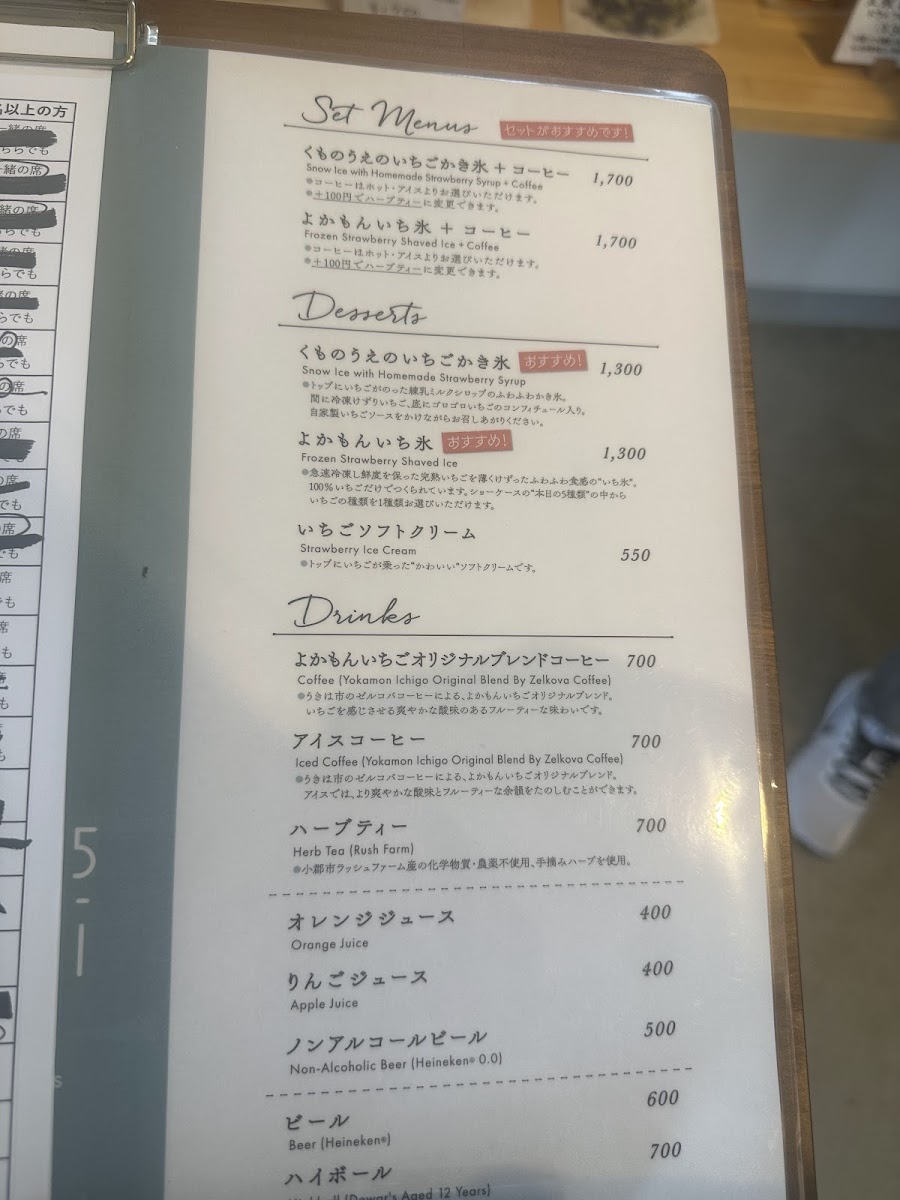 名以上の方
Set Menus
セットがおすすめです!
くものうえのいちごかき氷 + コーヒー 1,700
Snow Ice with Homemade Strawberry Syrup + Coffee
●コーヒーはホット・アイスよりお選びいただけます。
●+100円でハーブティーに変更できます。
よかもんいち氷 + コーヒー 1,700
Frozen Strawberry Shaved Ice + Coffee
●コーヒーはホット・アイスよりお選びいただけます。
●+100円でハーブティーに変更できます。
Desserts
くものうえのいちごかき氷 おすすめ! 1,300
Snow Ice with Homemade Strawberry Syrup
●トップにいちごがのった練乳ミルクシロップのふわふわかき氷。
間に冷凍けずりいちご、底にゴロゴロいちごのコンフィチュール入り。
自家製いちごソースをかけながらお召しあがりください。
よかもんいち氷 おすすめ! 1,300
Frozen Strawberry Shaved Ice
●急速冷凍し鮮度を保った完熟いちごを薄くけずったふわふわ食感の“いち氷”。
100%いちごだけでつくられています。ショーケースの“本日の5種類”の中から
いちごの種類を1種類お選びいただけます。
いちごソフトクリーム
Strawberry Ice Cream 550
●トップにいちごが乗った“かわいい”ソフトクリームです。
Drinks
よかもんいちごオリジナルブレンドコーヒー 700
Coffee (Yokamon Ichigo Original Blend By Zelkova Coffee)
●うきは市のゼルコバコーヒーによる、よかもんいちごオリジナルブレンド。
いちごを感じさせる爽やかな酸味のあるフルーティーな味わいです。
アイスコーヒー 700
Iced Coffee (Yokamon Ichigo Original Blend By Zelkova Coffee)
●うきは市のゼルコバコーヒーによる、よかもんいちごオリジナルブレンド。
アイスでは、より爽やかな酸味とフルーティーな余韻をたのしむことができます。
ハーブティー 700
Herb Tea (Rush Farm)
●小郡市ラッシュファーム産の化学物質・農薬不使用、手摘みハーブを使用。
オレンジジュース 400
Orange Juice
りんごジュース 400
Apple Juice
ノンアルコールビール 500
Non-Alcoholic Beer (Heineken® 0.0)
ビール 600
Beer (Heineken®)
ハイボール 700
(Dewar's Aged 12 Years)